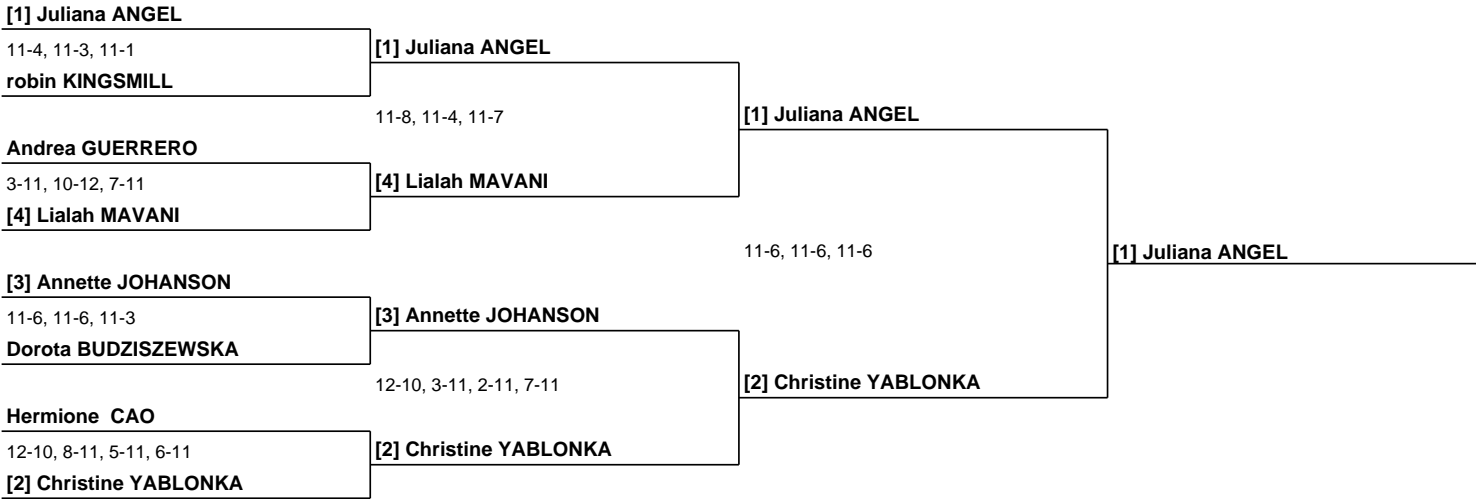 [1] Juliana ANGEL
11-4, 11-3, 11-1
robin KINGSMILL
Andrea GUERRERO
3-11, 10-12, 7-11
[4] Lialah MAVANI
[3] Annette JOHANSON
11-6, 11-6, 11-3
Dorota BUDZISZEWSKA
Hermione  CAO
12-10, 8-11, 5-11, 6-11
[2] Christine YABLONKA
[1] Juliana ANGEL
11-8, 11-4, 11-7
[4] Lialah MAVANI
[3] Annette JOHANSON
12-10, 3-11, 2-11, 7-11
[2] Christine YABLONKA
[1] Juliana ANGEL
11-6, 11-6, 11-6
[2] Christine YABLONKA
[1] Juliana ANGEL